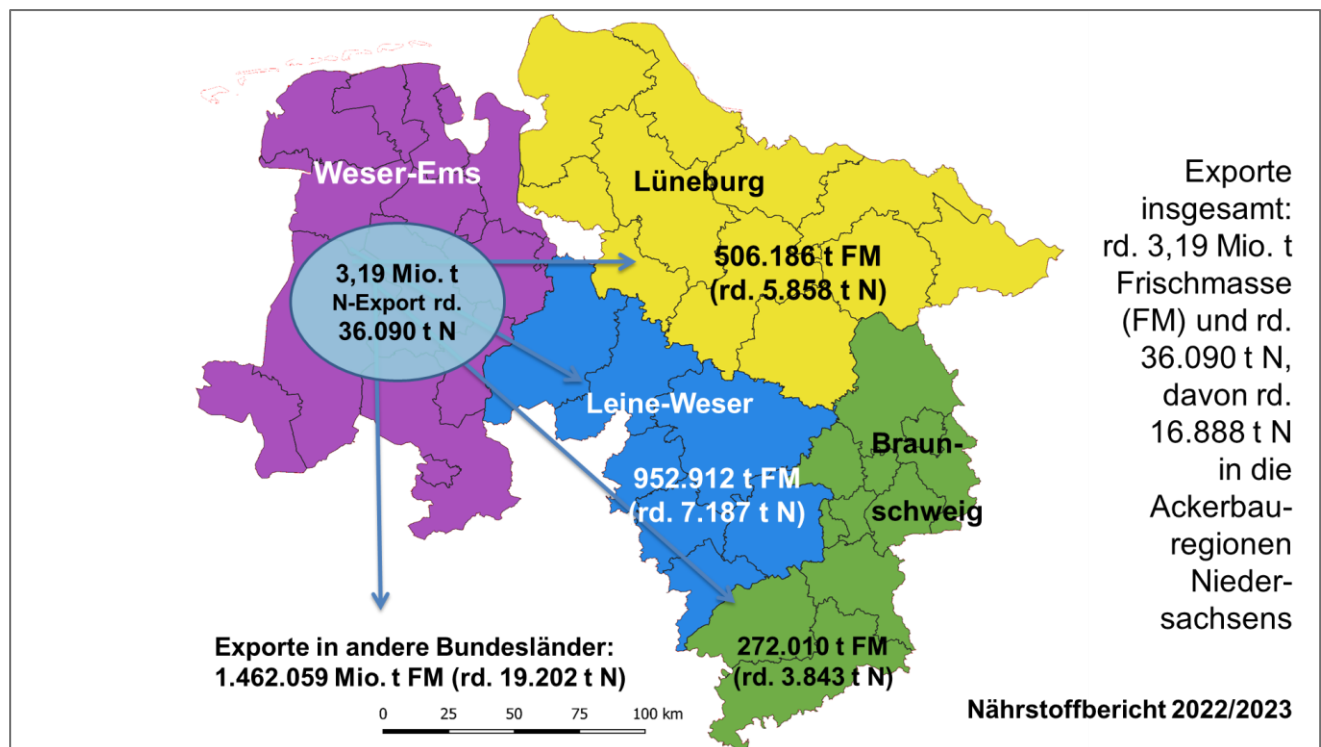 Weser-Ems
Lüneburg
3,19 Mio. t
N-Export rd.
36.090 t N
506.186 t FM
(rd. 5.858 t N)
Leine-Weser
952.912 t FM
(rd. 7.187 t N)
Braun-
schweig
272.010 t FM
(rd. 3.843 t N)
Exporte in andere Bundesländer:
1.462.059 Mio. t FM (rd. 19.202 t N)
0 25 50 75 100 km
Exporte
insgesamt:
rd. 3,19 Mio. t
Frischmasse
(FM) und rd.
36.090 t N,
davon rd.
16.888 t N
in die
Ackerbau-
regionen
Nieder-
sachsens
Nährstoffbericht 2022/2023